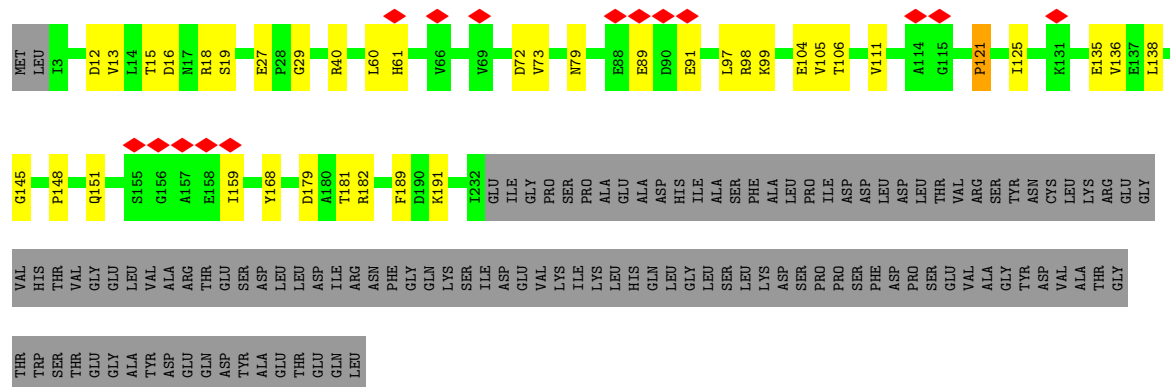 MET LEU I3 D12 V13 L14 T15 D16 N17 R18 S19 E27 P28 G29 R40 L60 H61 V66 V69 D72 V73 N79 E88 E89 D90 E91 L97 R98 K99 E104 V105 T106 V111 A114 G115 P121 I125 K131 E135 V136 E137 L138
G145 P148 Q151 S155 G156 A157 E158 I159 Y168 D179 A180 T181 R182 F189 D190 K191 I232 GLU ILE GLY PRO SER PRO ALA GLU ALA ASP HIS ILE ALA SER PHE ALA LEU PRO ILE ASP ASP LEU ASP LEU THR VAL ARG SER TYR ASN CYS LEU LYS ARG GLU GLY
VAL HIS THR VAL GLY GLU LEU VAL ALA ARG THR GLU SER ASP LEU LEU ASP ILE ARG ASN PHE GLY GLN LYS SER ILE ASP GLU VAL LYS ILE LYS LEU HIS GLN LEU GLY LEU SER LEU LYS ASP SER PRO PRO SER PHE ASP PRO SER GLU VAL ALA GLY TYR ASP VAL ALA THR GLY
THR TRP SER THR GLU GLY ALA TYR ASP GLU GLN ASP TYR ALA GLU THR GLU GLN LEU